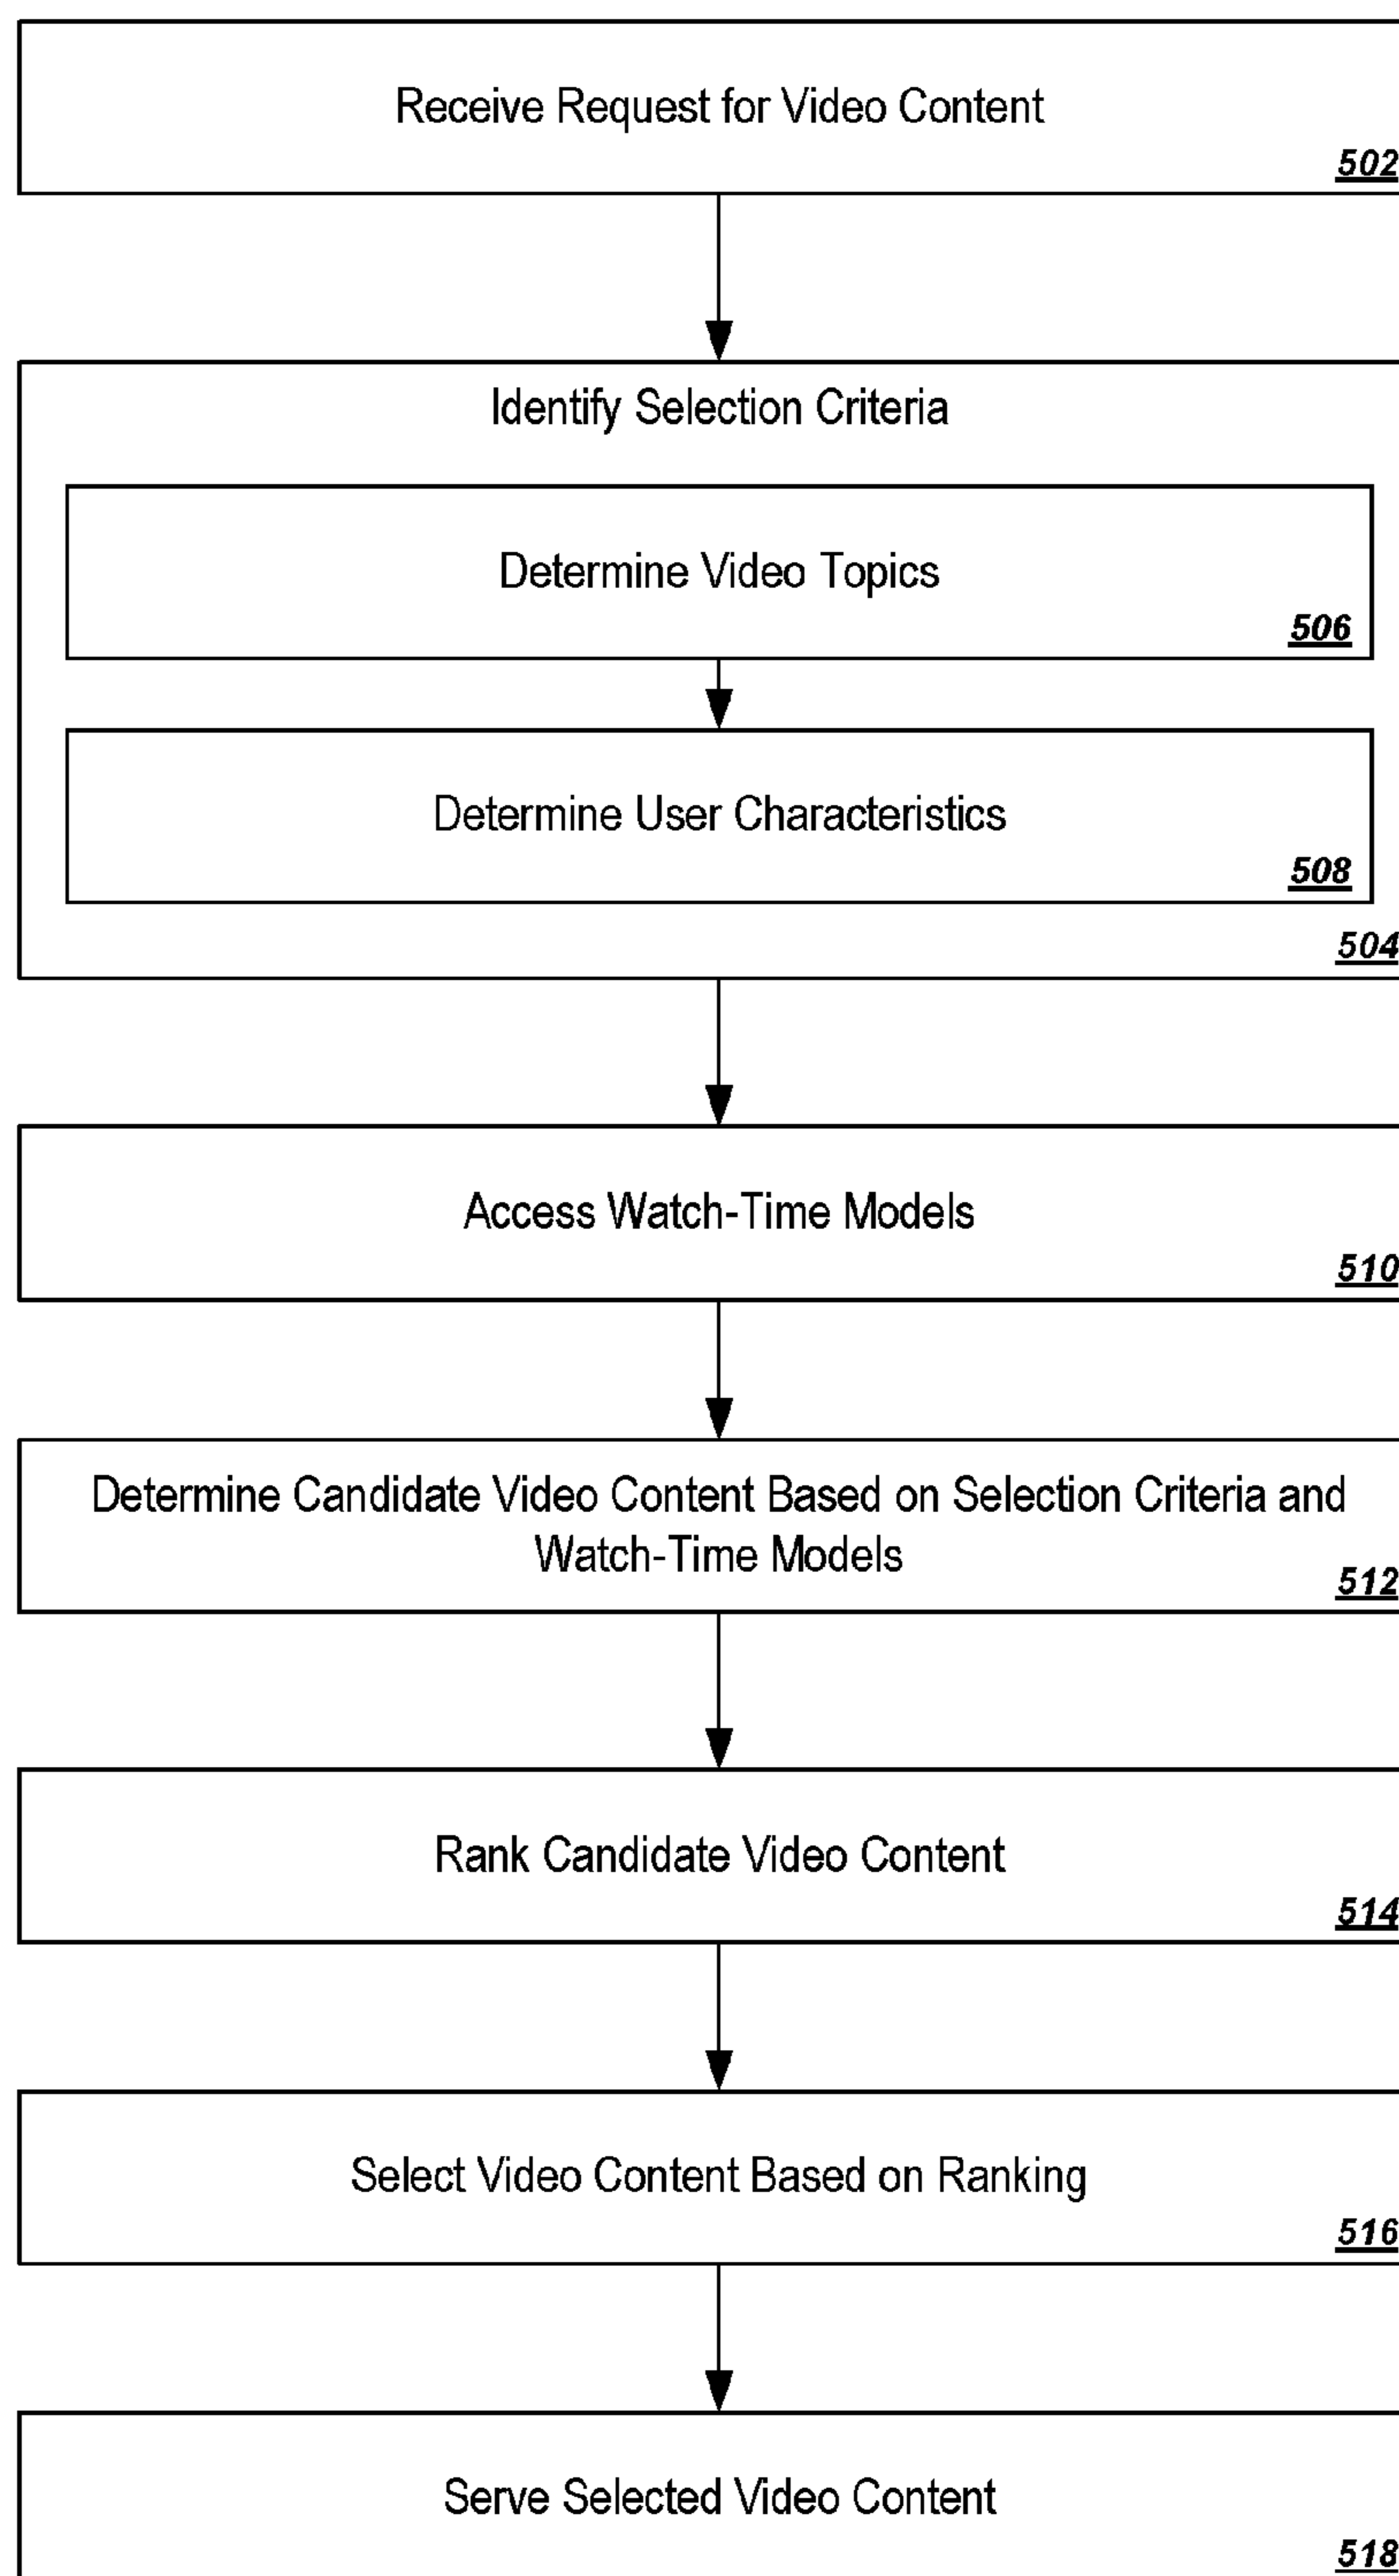 Receive Request for Video Content
502
Identify Selection Criteria
Determine Video Topics
506
Determine User Characteristics
508
504
Access Watch-Time Models
510
Determine Candidate Video Content Based on Selection Criteria and
Watch-Time Models
512
Rank Candidate Video Content
514
Select Video Content Based on Ranking
516
Serve Selected Video Content
518